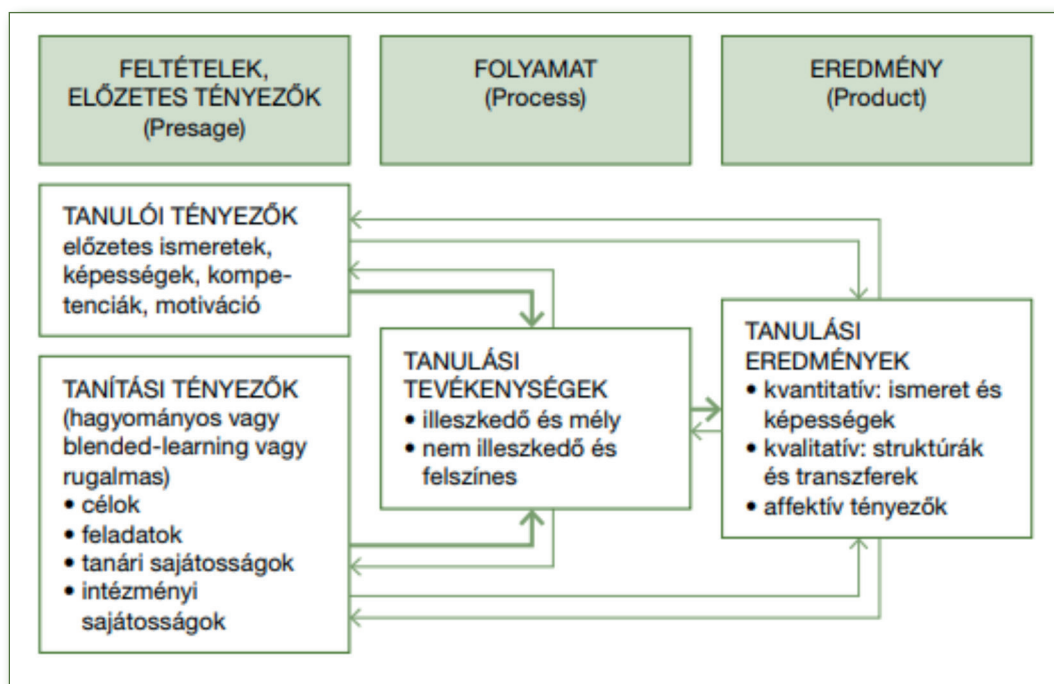 FELTÉTELEK,
ELŐZETES TÉNYEZŐK
(Presage)
FOLYAMAT
(Process)
EREDMÉNY
(Product)
TANULÓI TÉNYEZŐK
előzetes ismeretek,
képességek, kompe-
tenciák, motiváció
TANÍTÁSI TÉNYEZŐK
(hagyományos vagy
blended-learning vagy
rugalmas)
• célok
• feladatok
• tanári sajátosságok
• intézményi
sajátosságok
TANULÁSI
TEVÉKENYSÉGEK
• illeszkedő és mély
• nem illeszkedő és
felszínes
TANULÁSI
EREDMÉNYEK
• kvantitatív: ismeret és
képességek
• kvalitatív: struktúrák
és transzferek
• affektív tényezők